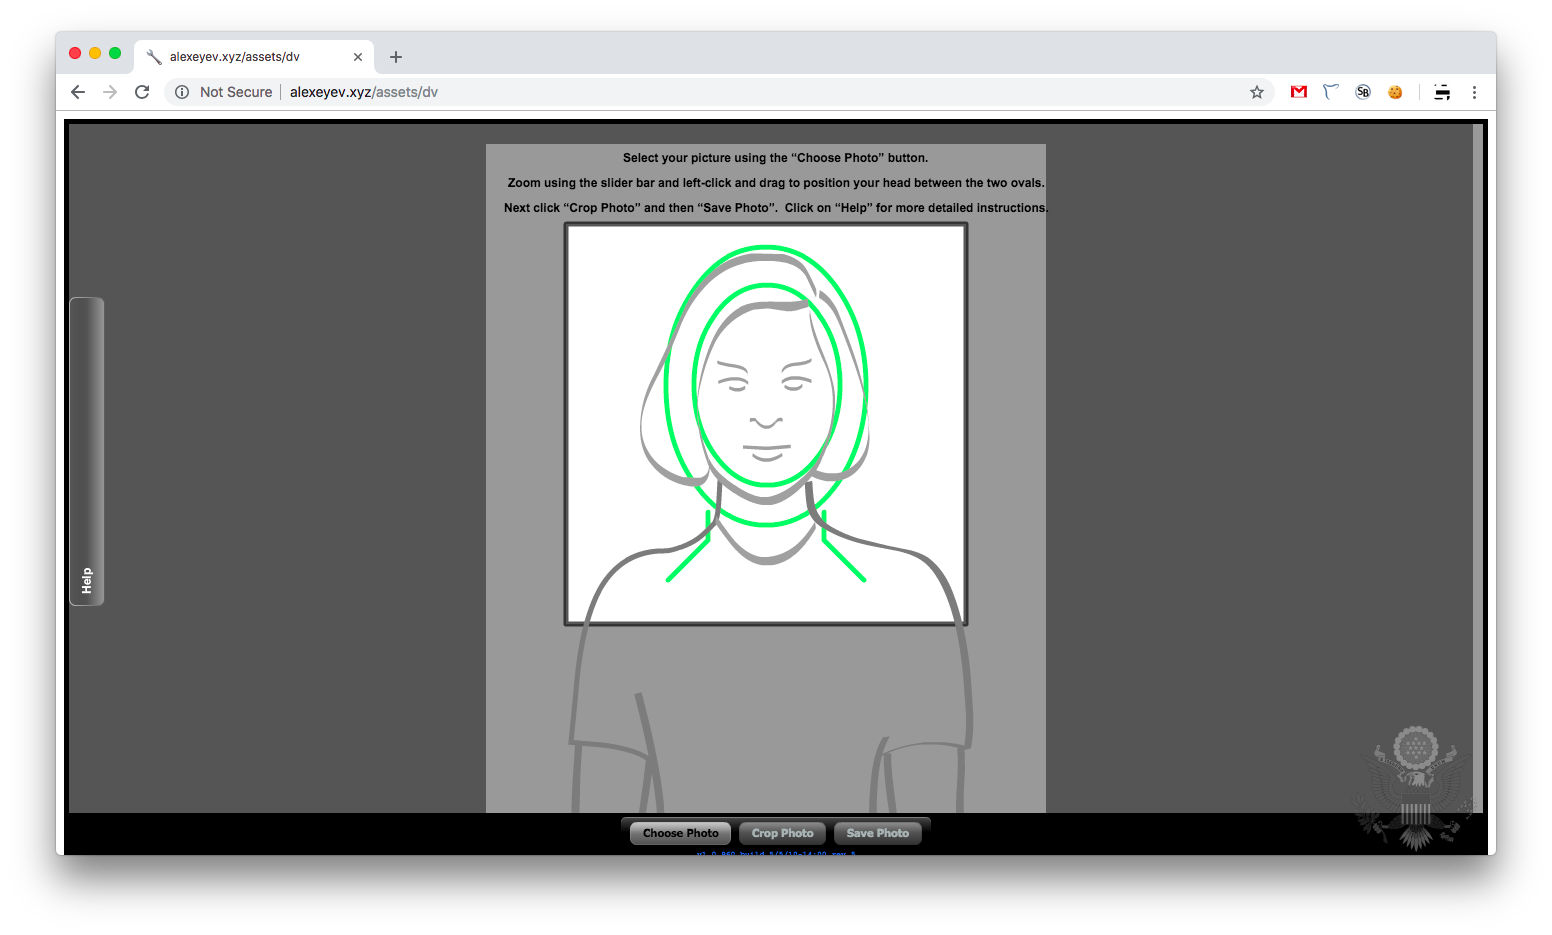 alexeyev.xyz/assets/dv
Not Secure
alexeyev.xyz/assets/dv
SB
Select your picture using the “Choose Photo” button.
Zoom using the slider bar and left-click and drag to position your head between the two ovals.
Next click “Crop Photo” and then “Save Photo”.  Click on “Help” for more detailed instructions.
Help
Choose Photo
Crop Photo
Save Photo